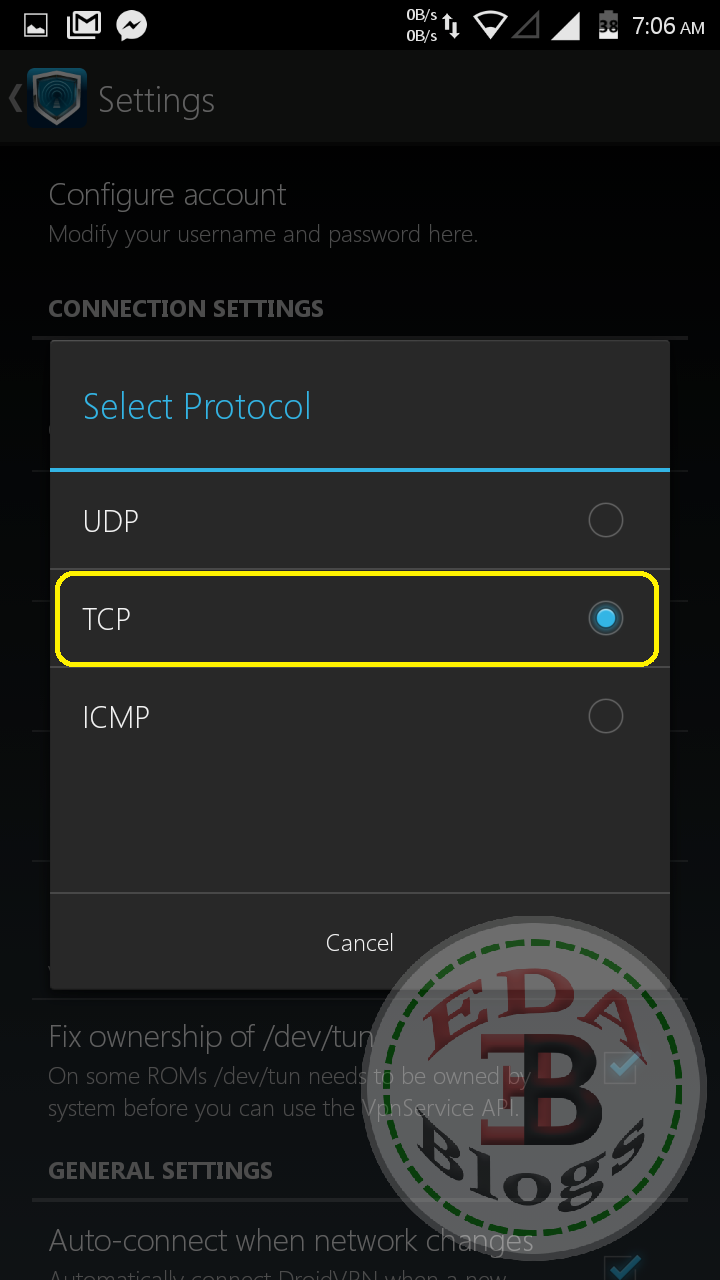 0B/s
0B/s
38
7:06 AM
Settings
Configure account
Modify your username and password here.
CONNECTION SETTINGS
Select Protocol
UDP
TCP
ICMP
Cancel
Fix ownership of /dev/tun
On some ROMs /dev/tun needs to be owned by
system before you can use the VpnService API.
EDA
EB
Blogs
GENERAL SETTINGS
Auto-connect when network changes
Automatically connect DroidVPN when a new